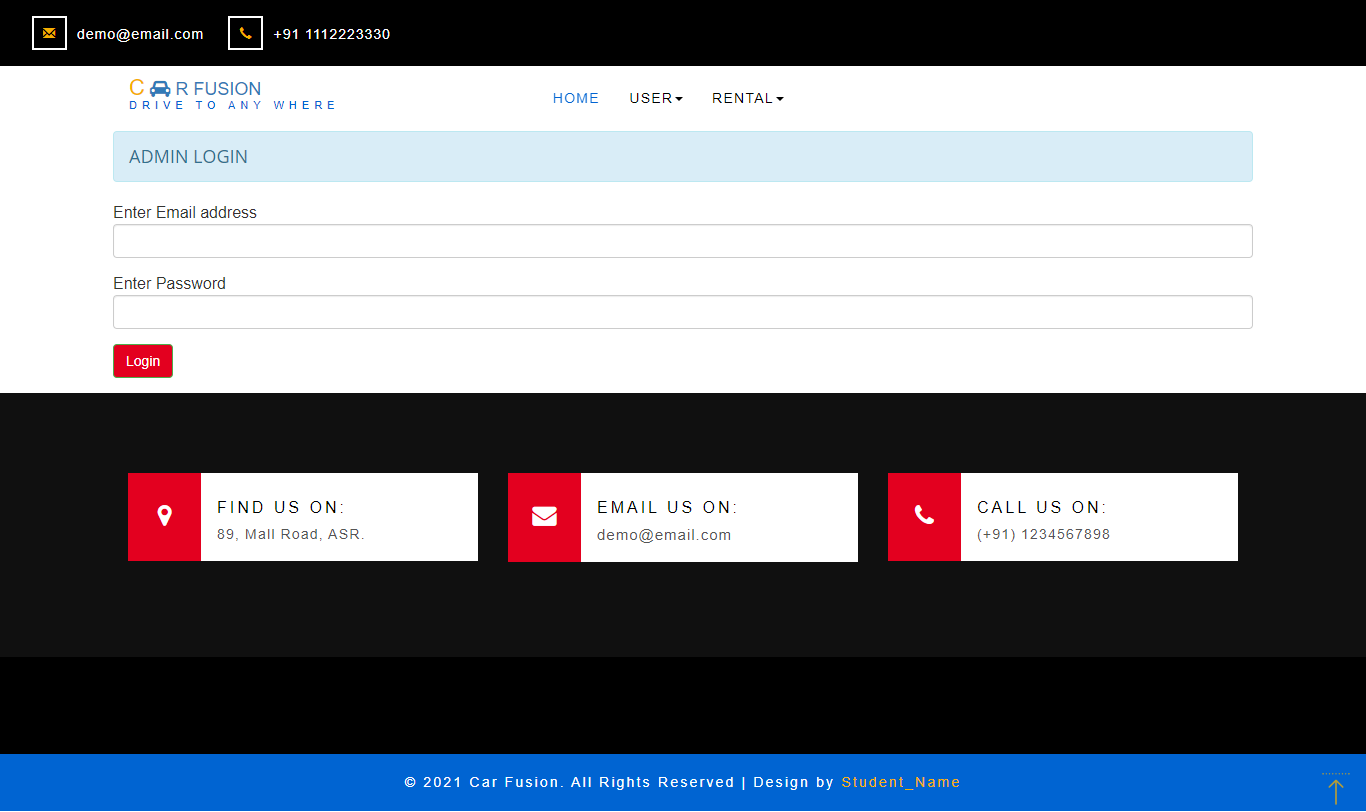 demo@email.com +91 1112223330
C R FUSION
DRIVE TO ANY WHERE
HOME USER RENTAL
ADMIN LOGIN
Enter Email address
Enter Password
Login
FIND US ON:
89, Mall Road, ASR.
EMAIL US ON:
demo@email.com
CALL US ON:
(+91) 1234567898
© 2021 Car Fusion. All Rights Reserved | Design by Student_Name